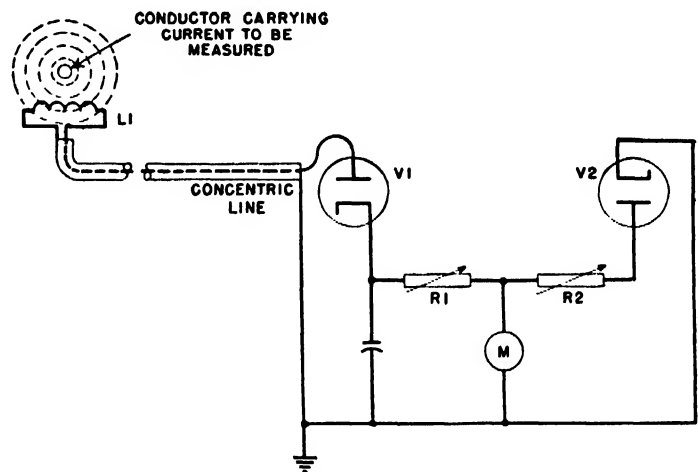 CONDUCTOR CARRYING
CURRENT TO BE
MEASURED
L1
CONCENTRIC
LINE
V1
V2
R1
R2
M